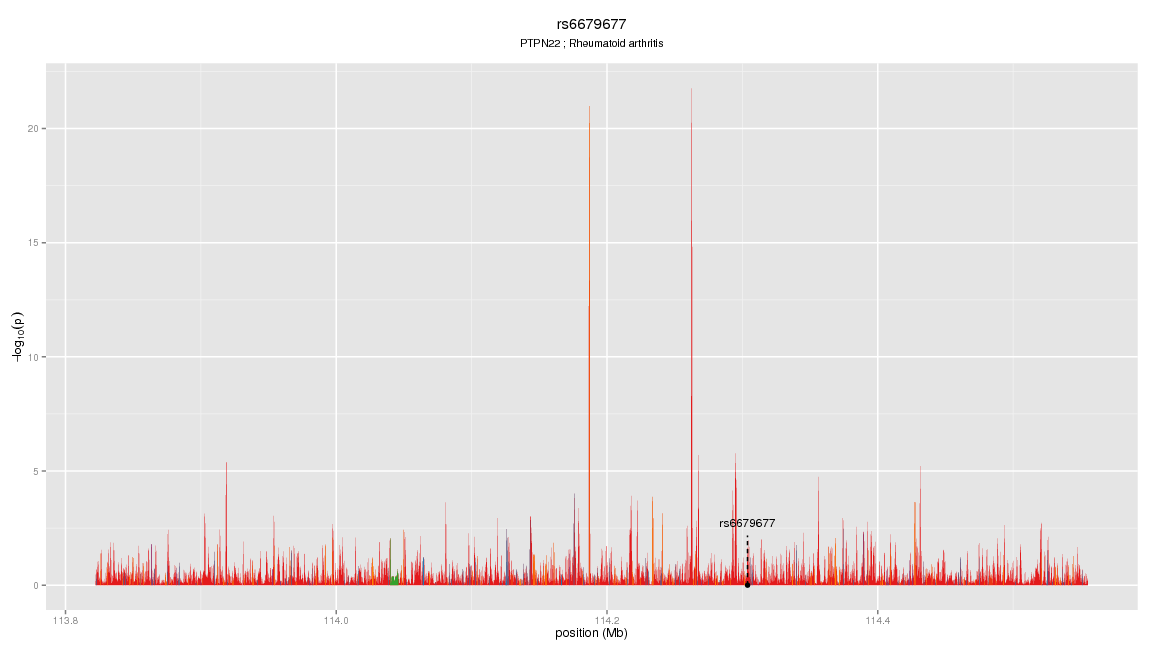 rs6679677
PTPN22 ; Rheumatoid arthritis
−log10(p)
20
15
10
5
0
rs6679677
113.8 114.0 114.2 114.4
position (Mb)